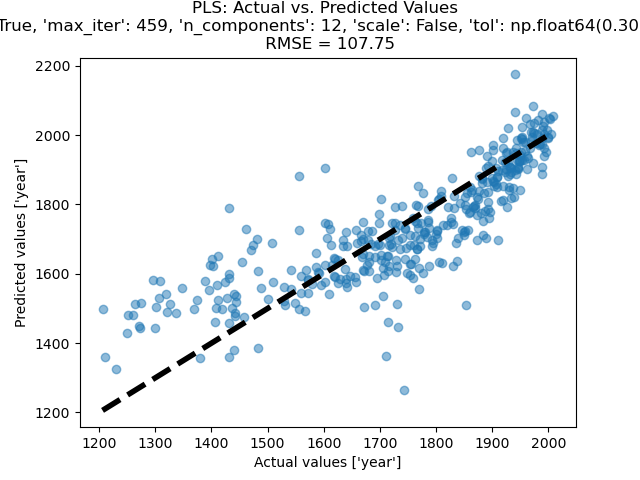 PLS: Actual vs. Predicted Values
True, 'max_iter': 459, 'n_components': 12, 'scale': False, 'tol': np.float64(0.30
RMSE = 107.75
2200
2000
1800
1600
1400
1200
Predicted values ['year']
1200 1300 1400 1500 1600 1700 1800 1900 2000
Actual values ['year']